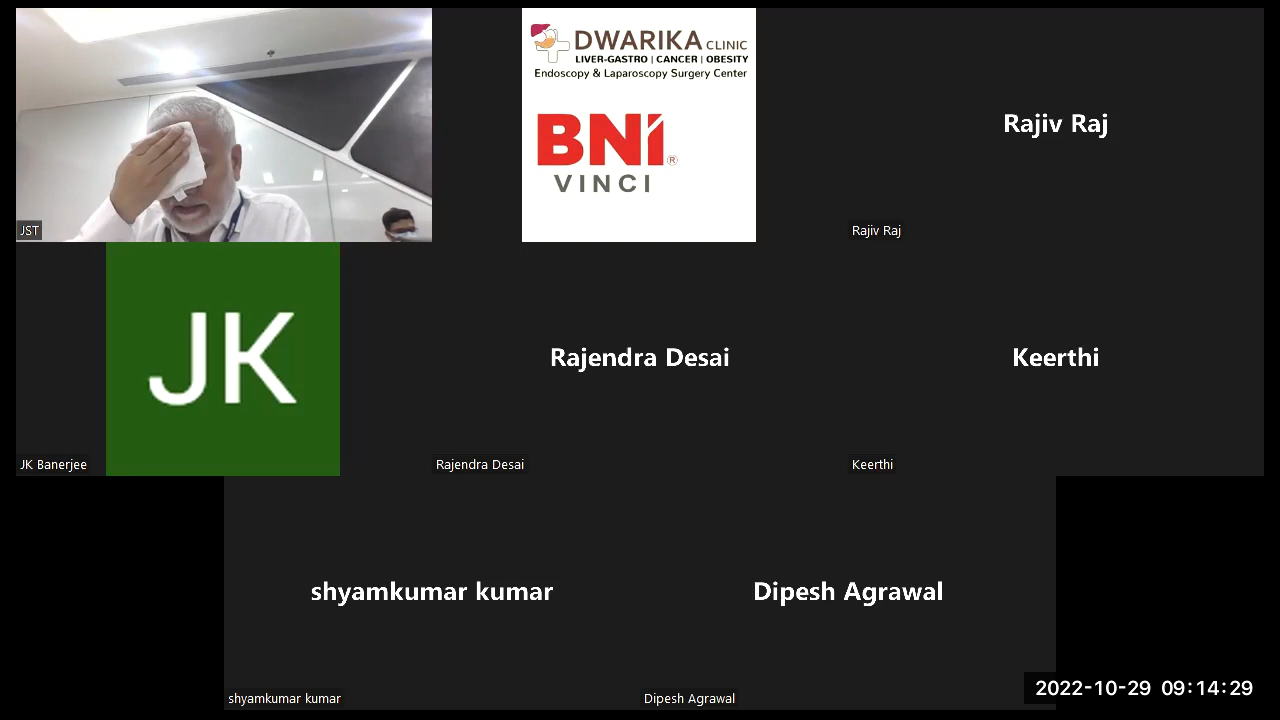 JST
DWARIKA CLINIC
LIVER-GASTRO | CANCER | OBESITY
Endoscopy & Laparoscopy Surgery Center
BNI®
VINCI
Rajiv Raj
Rajiv Raj
JK
JK Banerjee
Rajendra Desai
Rajendra Desai
Keerthi
Keerthi
shyamkumar kumar
shyamkumar kumar
Dipesh Agrawal
Dipesh Agrawal
2022-10-29 09:14:29